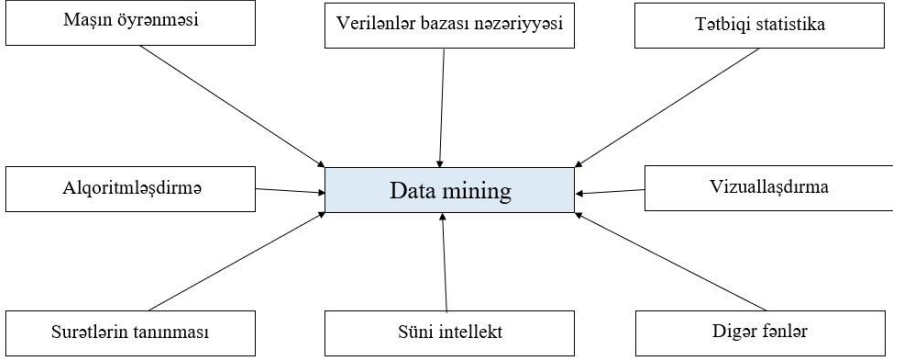 Maşın öyrənməsi
Verilənlər bazası nəzəriyyəsi
Tətbiqi statistika
Alqoritmləşdirmə
Data mining
Vizuallaşdırma
Surətlərin tanınması
Süni intellekt
Digər fənlər